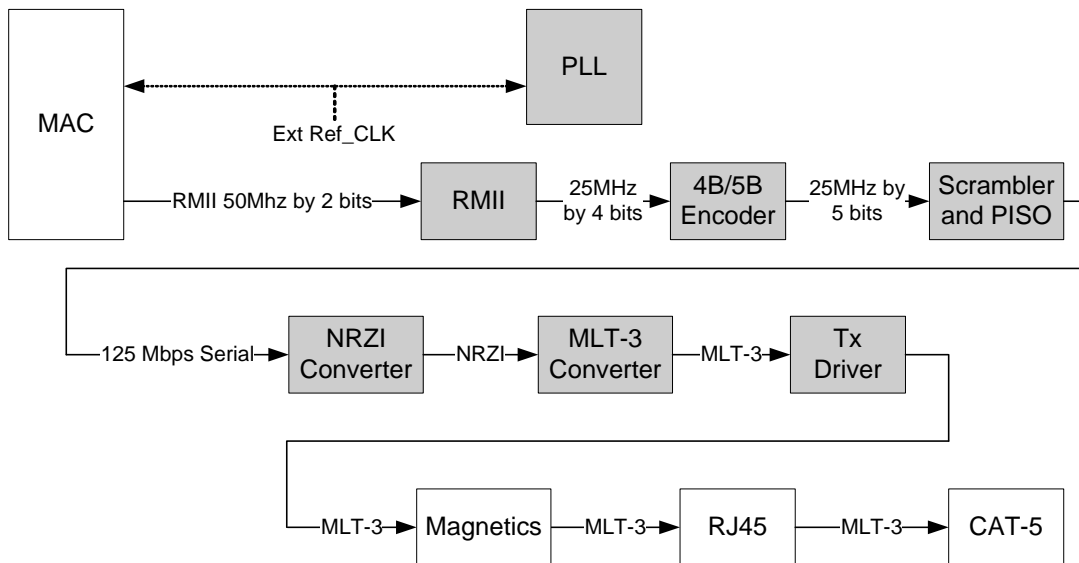 PLL
MAC
Ext Ref_CLK
RMII 50Mhz by 2 bits
RMII
25MHz
by 4 bits
4B/5B
Encoder
25MHz by
5 bits
Scrambler
and PISO
125 Mbps Serial
NRZI
Converter
NRZI
MLT-3
Converter
MLT-3
Tx
Driver
MLT-3
Magnetics
MLT-3
RJ45
MLT-3
CAT-5